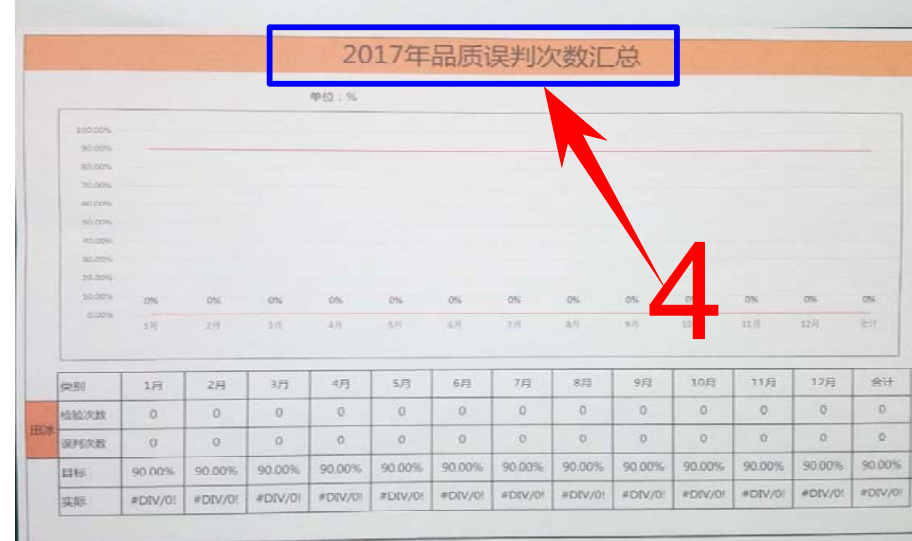 2017年品质误判次数汇总
单位：%
100.00%
90.00%
80.00%
70.00%
60.00%
50.00%
40.00%
30.00%
20.00%
10.00%
0.00%
0% 0% 0% 0% 0% 0% 0% 0% 0% 0% 0% 0% 0%
1月 2月 3月 4月 5月 6月 7月 8月 9月 10 11月 12月 合计
4
类别 1月 2月 3月 4月 5月 6月 7月 8月 9月 10月 11月 12月 合计
田冰
检验次数 0 0 0 0 0 0 0 0 0 0 0 0 0
误判次数 0 0 0 0 0 0 0 0 0 0 0 0 0
目标 90.00% 90.00% 90.00% 90.00% 90.00% 90.00% 90.00% 90.00% 90.00% 90.00% 90.00% 90.00% 90.00%
实际 #DIV/0! #DIV/0! #DIV/0! #DIV/0! #DIV/0! #DIV/0! #DIV/0! #DIV/0! #DIV/0! #DIV/0! #DIV/0! #DIV/0! #DIV/0!